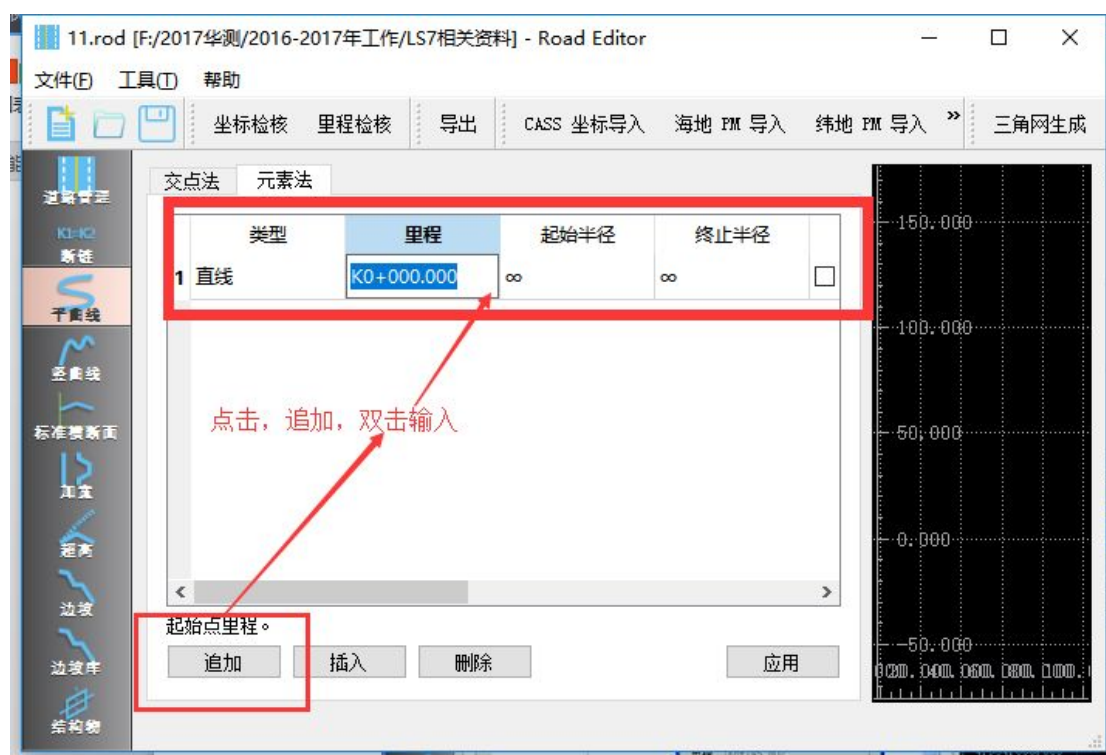 11.rod [F:/2017华测/2016-2017年工作/LS7相关资料] - Road Editor
文件(F) 工具(T) 帮助
坐标检核 里程检核 导出 CASS 坐标导入 海地 PM 导入 纬地 PM 导入 » 三角网生成
道路管理
K1=K2
断链
平曲线
竖曲线
标准横断面
加宽
超高
边坡
边坡库
结构物
交点法 元素法
类型 里程 起始半径 终止半径
1 直线 K0+000.000 ∞ ∞
点击，追加，双击输入
起始点里程。
追加 插入 删除 应用
150.000
100.000
50.000
0.000
-50.000